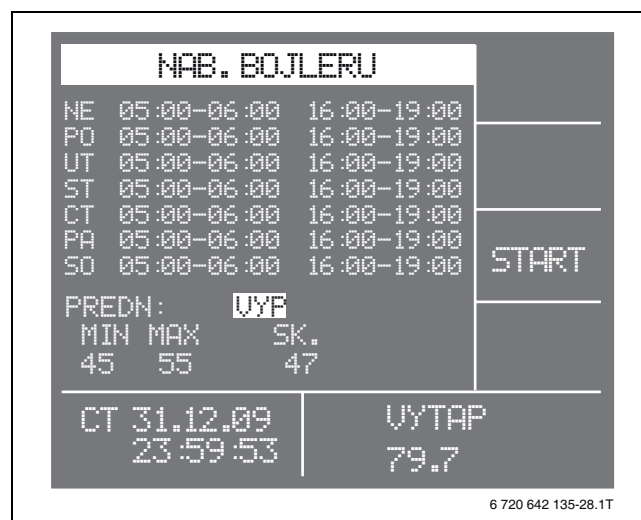 NAB. BOJLERU
NE 05:00-06:00 16:00-19:00
PO 05:00-06:00 16:00-19:00
UT 05:00-06:00 16:00-19:00
ST 05:00-06:00 16:00-19:00
CT 05:00-06:00 16:00-19:00
PA 05:00-06:00 16:00-19:00
SO 05:00-06:00 16:00-19:00
START
PREDN: VYP
MIN MAX SK.
45 55 47
CT 31.12.09
23:59:53
VYTAP
79.7
6 720 642 135-28.1T